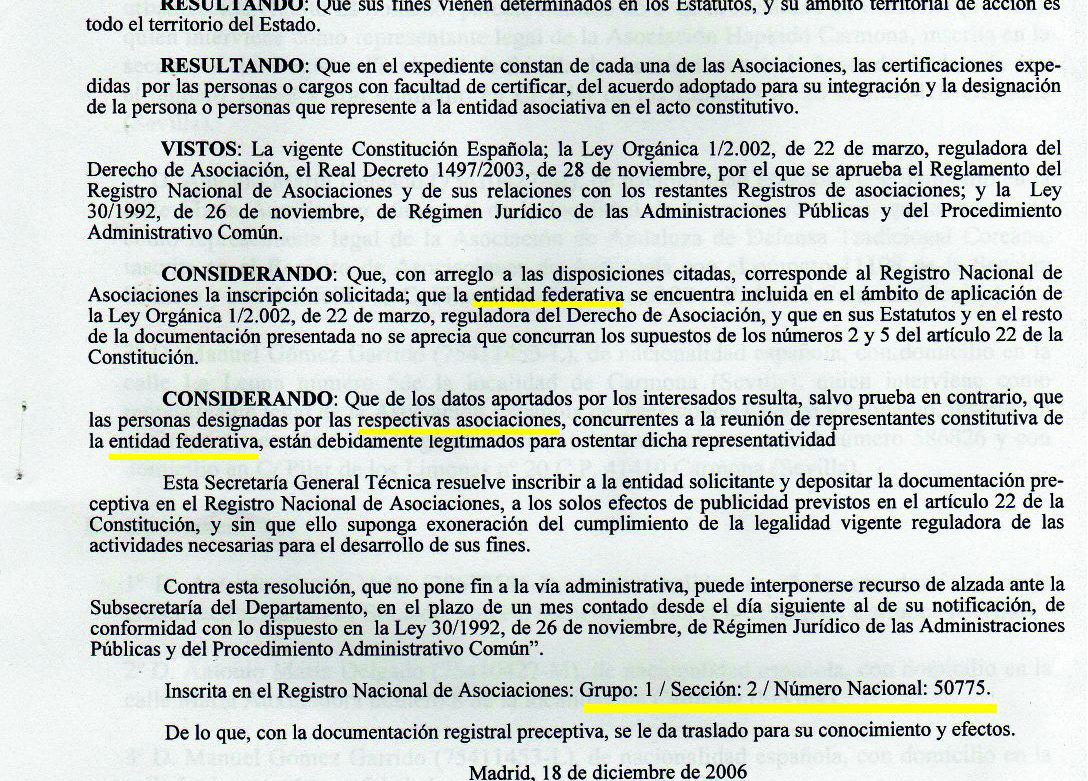 RESULTANDO: Que sus fines vienen determinados en los Estatutos, y su ámbito territorial de acción es
todo el territorio del Estado.
RESULTANDO: Que en el expediente constan de cada una de las Asociaciones, las certificaciones expe-
didas por las personas o cargos con facultad de certificar, del acuerdo adoptado para su integración y la designación
de la persona o personas que represente a la entidad asociativa en el acto constitutivo.
VISTOS: La vigente Constitución Española; la Ley Orgánica 1/2.002, de 22 de marzo, reguladora del
Derecho de Asociación, el Real Decreto 1497/2003, de 28 de noviembre, por el que se aprueba el Reglamento del
Registro Nacional de Asociaciones y de sus relaciones con los restantes Registros de asociaciones; y la Ley
30/1992, de 26 de noviembre, de Régimen Jurídico de las Administraciones Públicas y del Procedimiento
Administrativo Común.
CONSIDERANDO: Que, con arreglo a las disposiciones citadas, corresponde al Registro Nacional de
Asociaciones la inscripción solicitada; que la entidad federativa se encuentra incluida en el ámbito de aplicación de
la Ley Orgánica 1/2.002, de 22 de marzo, reguladora del Derecho de Asociación, y que en sus Estatutos y en el resto
de la documentación presentada no se aprecia que concurran los supuestos de los números 2 y 5 del artículo 22 de la
Constitución.
CONSIDERANDO: Que de los datos aportados por los interesados resulta, salvo prueba en contrario, que
las personas designadas por las respectivas asociaciones, concurrentes a la reunión de representantes constitutiva de
la entidad federativa, están debidamente legitimados para ostentar dicha representatividad
Esta Secretaría General Técnica resuelve inscribir a la entidad solicitante y depositar la documentación pre-
ceptiva en el Registro Nacional de Asociaciones, a los solos efectos de publicidad previstos en el artículo 22 de la
Constitución, y sin que ello suponga exoneración del cumplimiento de la legalidad vigente reguladora de las
actividades necesarias para el desarrollo de sus fines.
Contra esta resolución, que no pone fin a la vía administrativa, puede interponerse recurso de alzada ante la
Subsecretaría del Departamento, en el plazo de un mes contado desde el día siguiente al de su notificación, de
conformidad con lo dispuesto en la Ley 30/1992, de 26 de noviembre, de Régimen Jurídico de las Administraciones
Públicas y del Procedimiento Administrativo Común”.
Inscrita en el Registro Nacional de Asociaciones: Grupo: 1 / Sección: 2 / Número Nacional: 50775.
De lo que, con la documentación registral preceptiva, se le da traslado para su conocimiento y efectos.
Madrid, 18 de diciembre de 2006